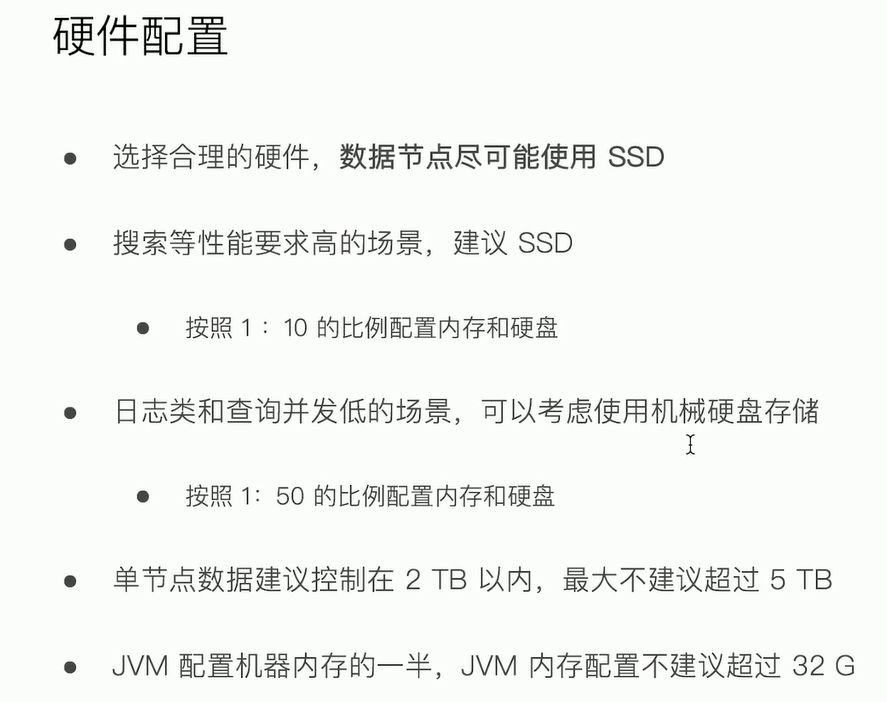 硬件配置
选择合理的硬件，数据节点尽可能使用 SSD
搜索等性能要求高的场景，建议 SSD
按照 1 ：10 的比例配置内存和硬盘
日志类和查询并发低的场景，可以考虑使用机械硬盘存储
按照 1：50 的比例配置内存和硬盘
单节点数据建议控制在 2 TB 以内，最大不建议超过 5 TB
JVM 配置机器内存的一半，JVM 内存配置不建议超过 32 G